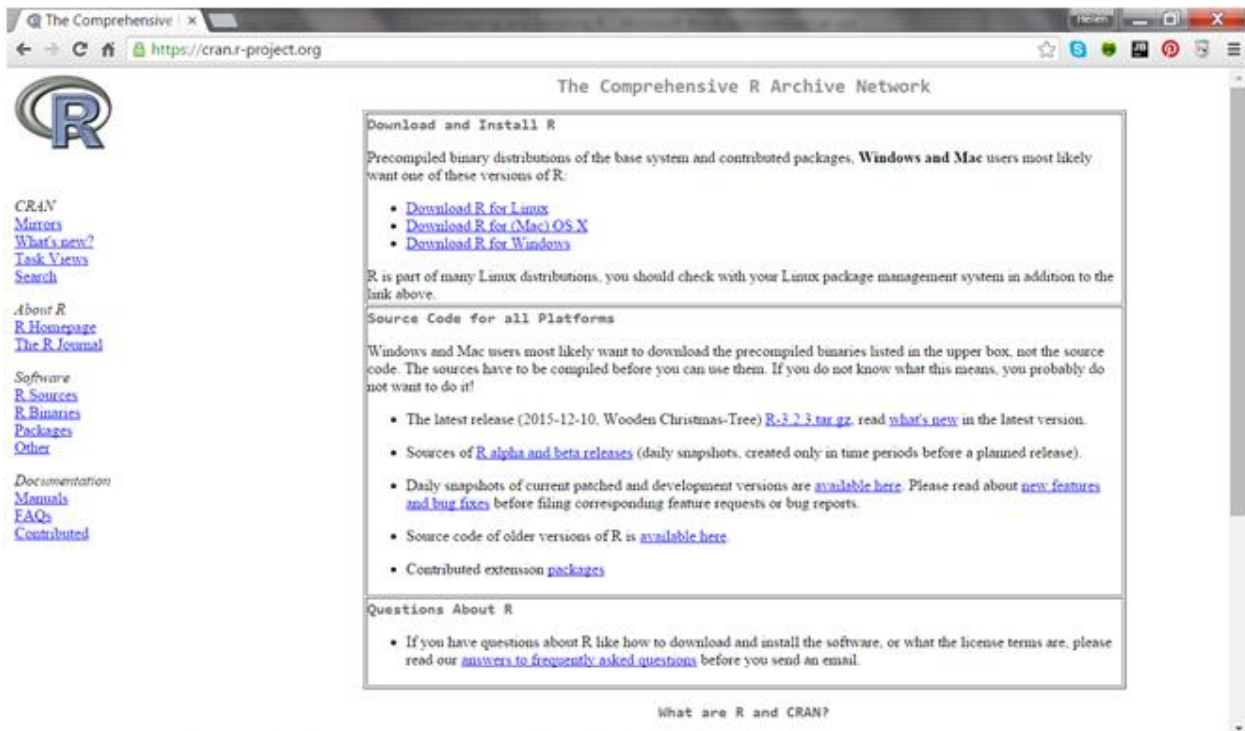 The Comprehensive
Hellen
https://cran.r-project.org
R
CRAN
Mirrors
What's new?
Task Views
Search
About R
R Homepage
The R Journal
Software
R Sources
R Binaries
Packages
Other
Documentation
Manuals
FAQs
Contributed
The Comprehensive R Archive Network
Download and Install R
Precompiled binary distributions of the base system and contributed packages, Windows and Mac users most likely
want one of these versions of R:
• Download R for Linux
• Download R for (Mac) OS X
• Download R for Windows
R is part of many Linux distributions, you should check with your Linux package management system in addition to the
link above.
Source Code for all Platforms
Windows and Mac users most likely want to download the precompiled binaries listed in the upper box, not the source
code. The sources have to be compiled before you can use them. If you do not know what this means, you probably do
not want to do it!
• The latest release (2015-12-10, Wooden Christmas-Tree) R-3.2.3.tar.gz, read what's new in the latest version.
• Sources of R alpha and beta releases (daily snapshots, created only in time periods before a planned release).
• Daily snapshots of current patched and development versions are available here. Please read about new features
and bug fixes before filing corresponding feature requests or bug reports.
• Source code of older versions of R is available here.
• Contributed extension packages
Questions About R
• If you have questions about R like how to download and install the software, or what the license terms are, please
read our answers to frequently asked questions before you send an email.
What are R and CRAN?